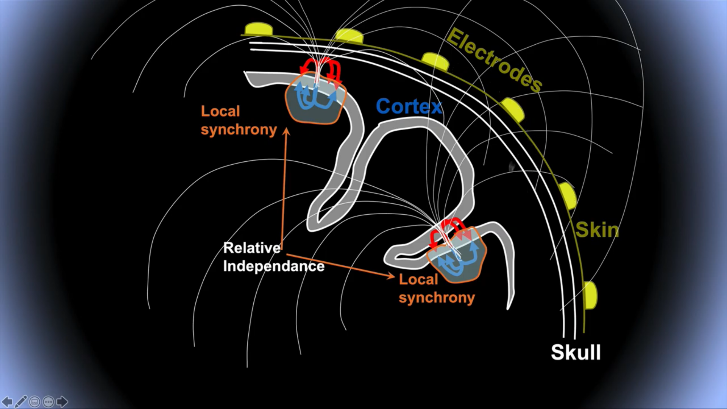 Electrodes
Cortex
Local
synchrony
Skin
Relative
Independance
Local
synchrony
Skull